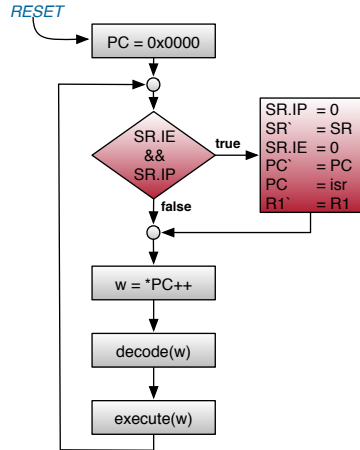 RESET
PC = 0x0000
SR.IE
&&
SR.IP
true
false
SR.IP = 0
SR` = SR
SR.IE = 0
PC` = PC
PC = isr
R1` = R1
w = *PC++
decode(w)
execute(w)